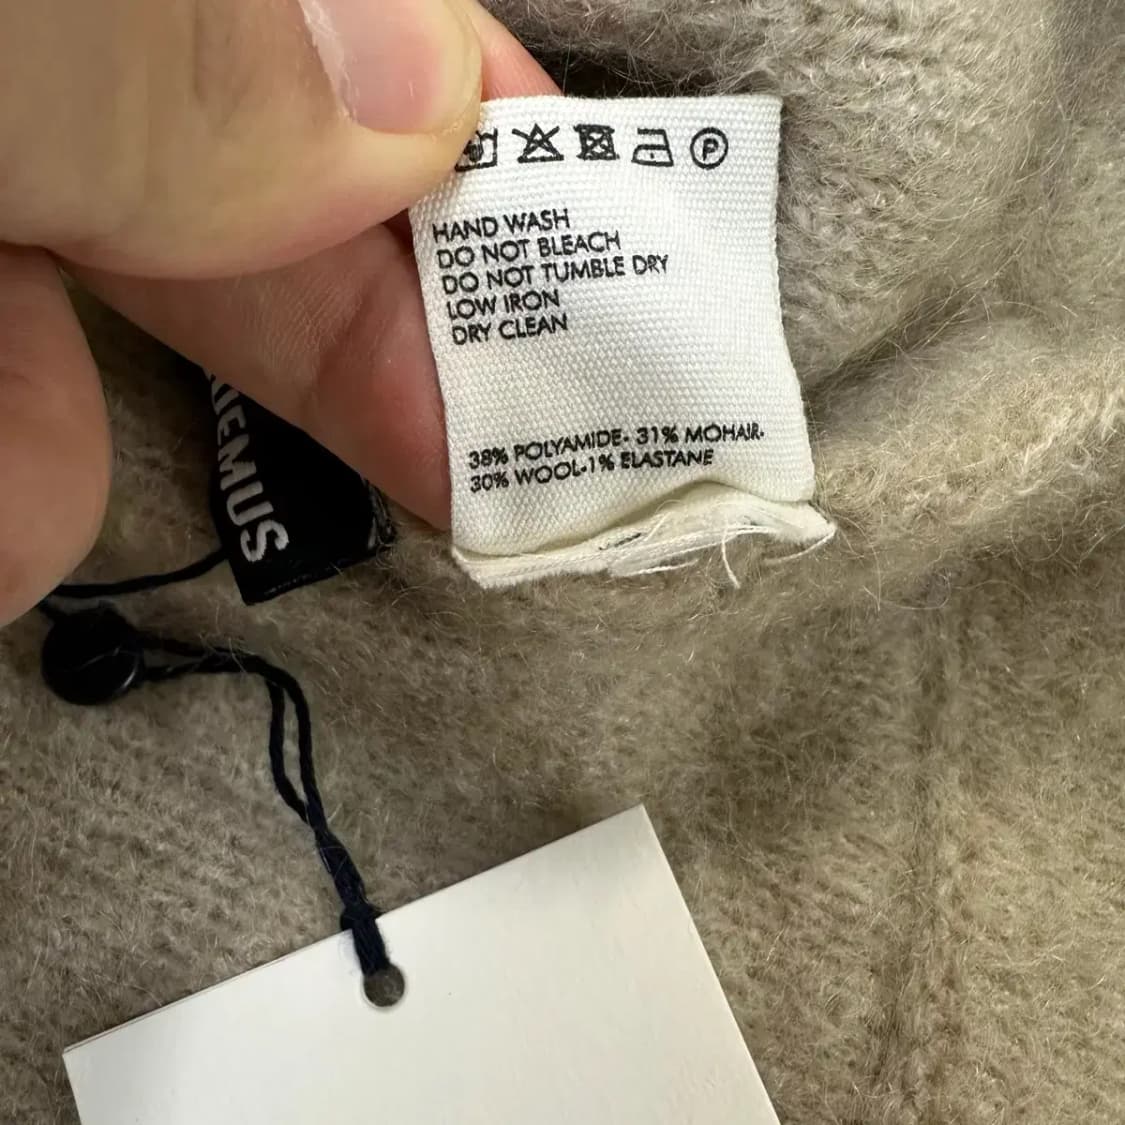 P
HAND WASH
DO NOT BLEACH
DO NOT TUMBLE DRY
LOW IRON
DRY CLEAN
38% POLYAMIDE- 31% MOHAIR-
30% WOOL-1% ELASTANE
UEMUS